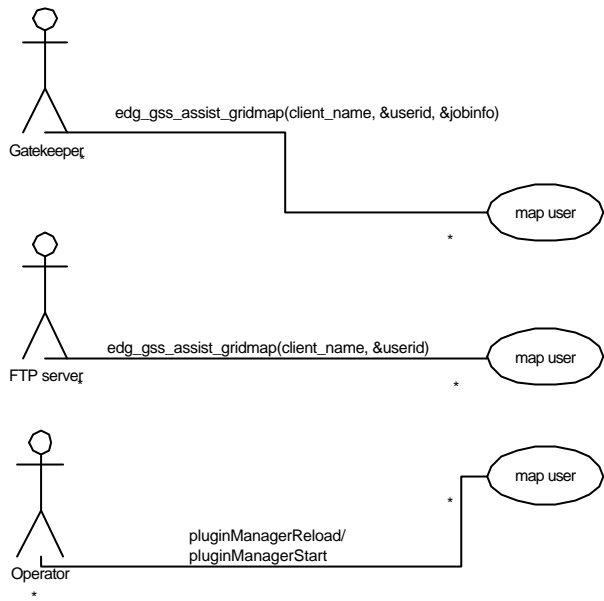 edg_gss_assist_gridmap(client_name, &userid, &jobinfo)
Gatekeeper
*
map user
*
edg_gss_assist_gridmap(client_name, &userid)
map user
FTP server
*
*
map user
*
pluginManagerReload/
pluginManagerStart
Operator
*